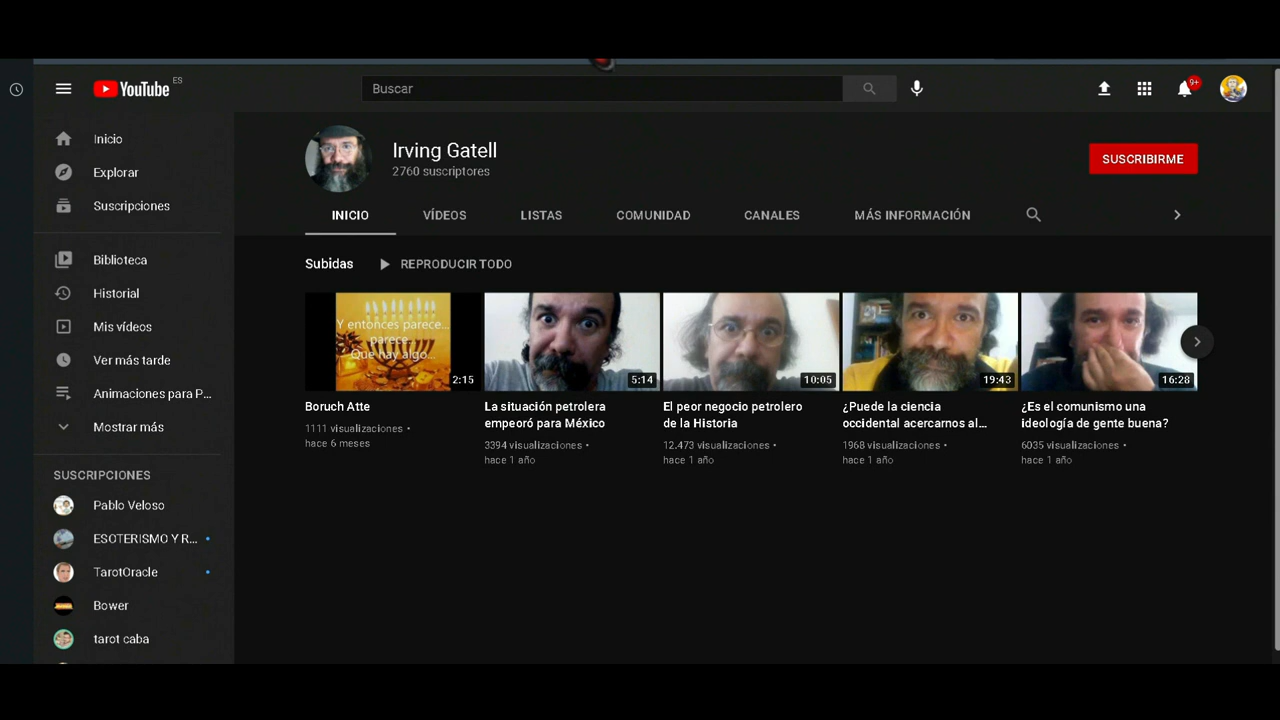 YouTube ES
Buscar
9+
Inicio
Explorar
Suscripciones
Biblioteca
Historial
Mis vídeos
Ver más tarde
Animaciones para P...
Mostrar más
SUSCRIPCIONES
Pablo Veloso
ESOTERISMO Y R...
TarotOracle
Bower
tarot caba
Irving Gatell
2760 suscriptores
SUSCRIBIRME
INICIO VÍDEOS LISTAS COMUNIDAD CANALES MÁS INFORMACIÓN
Subidas REPRODUCIR TODO
Y entonces parece...
parece...
Que hay algo...
2:15
Boruch Atte
1111 visualizaciones •
hace 6 meses
5:14
La situación petrolera
empeoró para México
3394 visualizaciones •
hace 1 año
10:05
El peor negocio petrolero
de la Historia
12.473 visualizaciones •
hace 1 año
19:43
¿Puede la ciencia
occidental acercarnos al...
1968 visualizaciones •
hace 1 año
16:28
¿Es el comunismo una
ideología de gente buena?
6035 visualizaciones •
hace 1 año